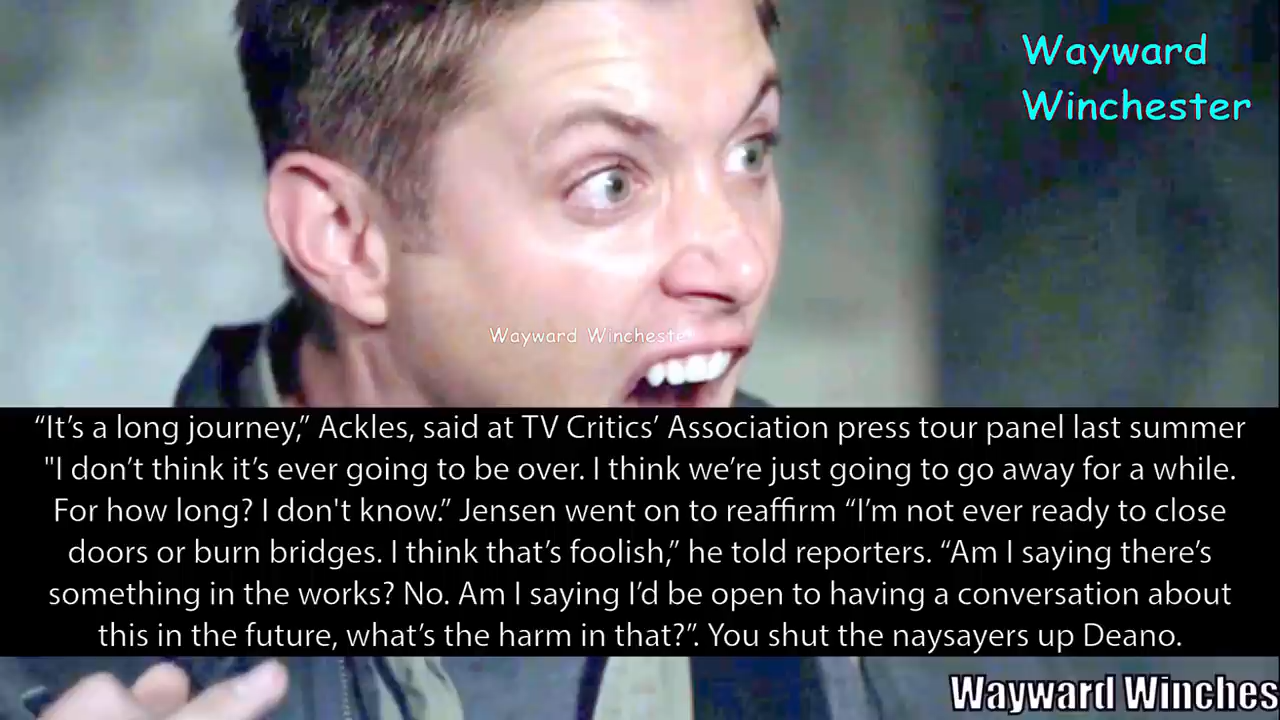 Wayward
Winchester
Wayward Wincheste
“It’s a long journey,” Ackles, said at TV Critics’ Association press tour panel last summer
"I don’t think it’s ever going to be over. I think we’re just going to go away for a while.
For how long? I don't know.” Jensen went on to reaffirm “I’m not ever ready to close
doors or burn bridges. I think that’s foolish,” he told reporters. “Am I saying there’s
something in the works? No. Am I saying I’d be open to having a conversation about
this in the future, what’s the harm in that?”. You shut the naysayers up Deano.
Wayward Winches